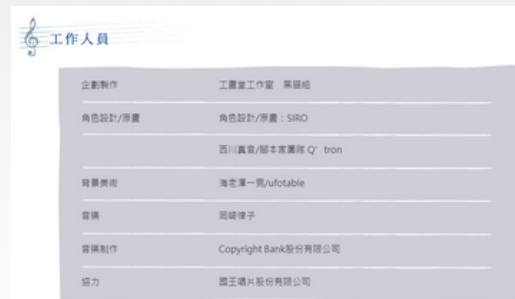 工作人員
企劃製作 工畫堂工作室 黑貓組
角色設計/原畫 角色設計/原畫：SIRO
西川真音/腳本家團隊 Q'tron
背景美術 海老澤一男/ufotable
音樂 岡崎律子
音樂制作 Copyright Bank股份有限公司
協力 國王唱片股份有限公司